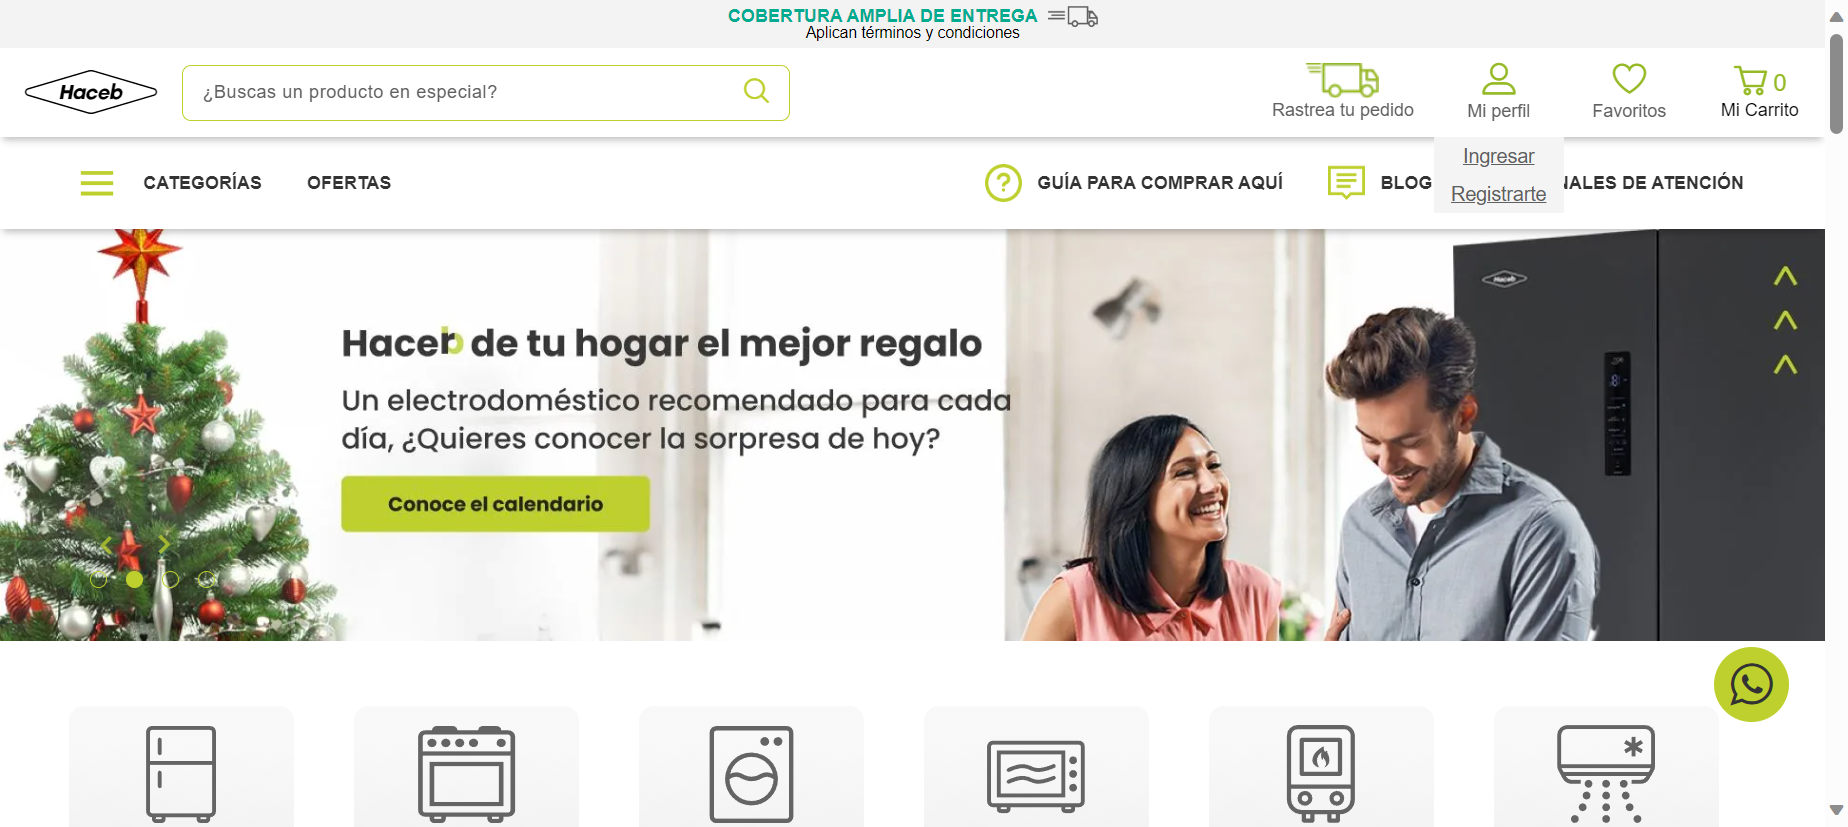 COBERTURA AMPLIA DE ENTREGA
Aplican términos y condiciones
Haceb
¿Buscas un producto en especial?
Rastrea tu pedido
Mi perfil
Favoritos
0
Mi Carrito
Ingresar
Registrarte
CATEGORÍAS
OFERTAS
GUÍA PARA COMPRAR AQUÍ
BLOG
NALES DE ATENCIÓN
Haceb de tu hogar el mejor regalo
Un electrodoméstico recomendado para cada
día, ¿Quieres conocer la sorpresa de hoy?
Conoce el calendario
Haceb